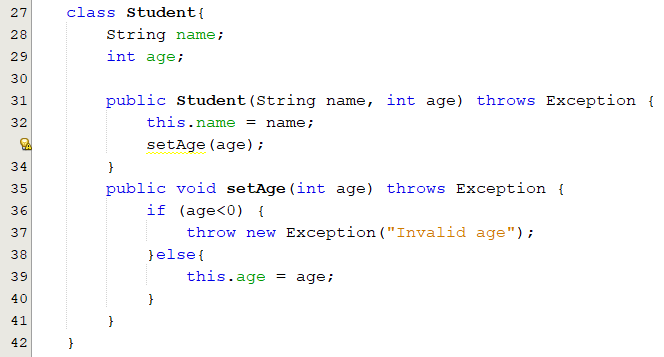 27 class Student{
28 String name;
29 int age;
30
31 public Student(String name, int age) throws Exception {
32 this.name = name;
setAge(age);
34 }
35 public void setAge(int age) throws Exception {
36 if (age<0) {
37 throw new Exception("Invalid age");
38 }else{
39 this.age = age;
40 }
41 }
42 }